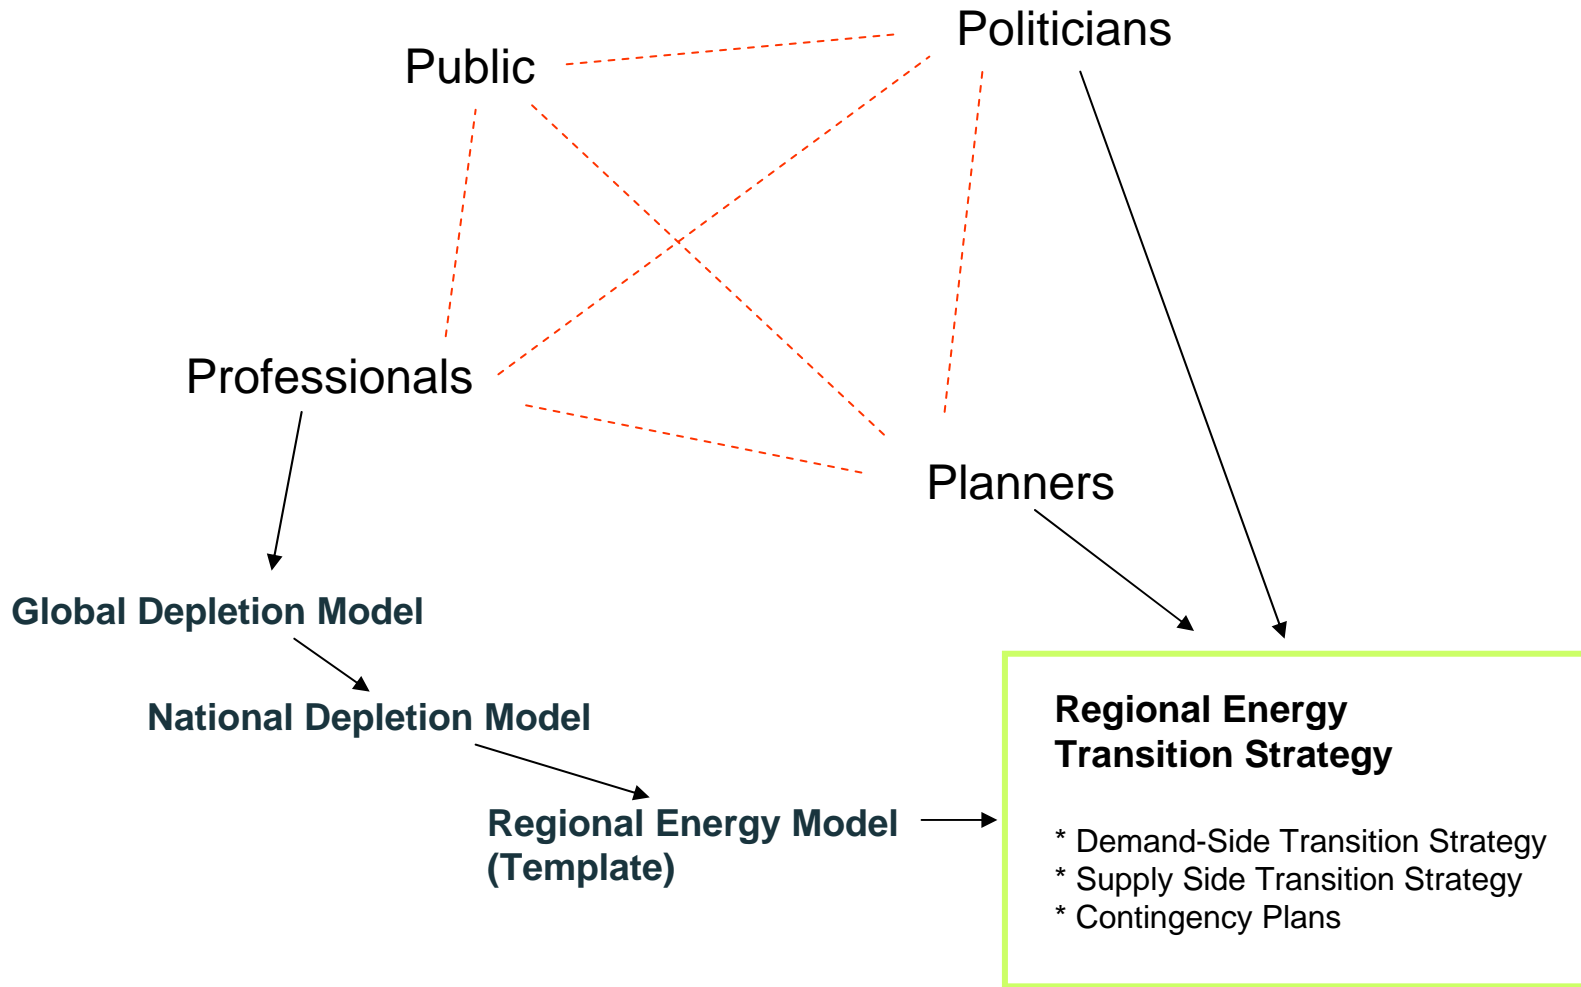 Politicians
Public
Professionals
Planners
Global Depletion Model
National Depletion Model
Regional Energy Model
(Template)
Regional Energy
Transition Strategy
* Demand-Side Transition Strategy
* Supply Side Transition Strategy
* Contingency Plans